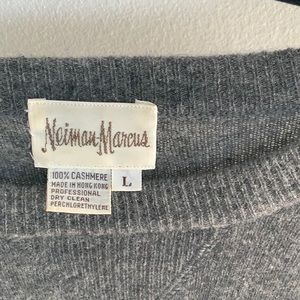 Neiman Marcus
100% CASHMERE
MADE IN HONG KONG
PROFESSIONAL
DRY CLEAN
PERCHLORETHYLENE
L